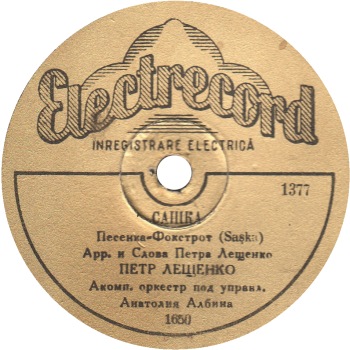 Electrecord
INREGISTRARE ELECTRICĂ
1377
САШКА
Песенка-Фокстрот (Saşka)
Арр. и Слова Петра Лещенко
ПЕТР ЛЕЩЕНКО
Акомп. оркестр под управл.
Анатолия Албина
1650